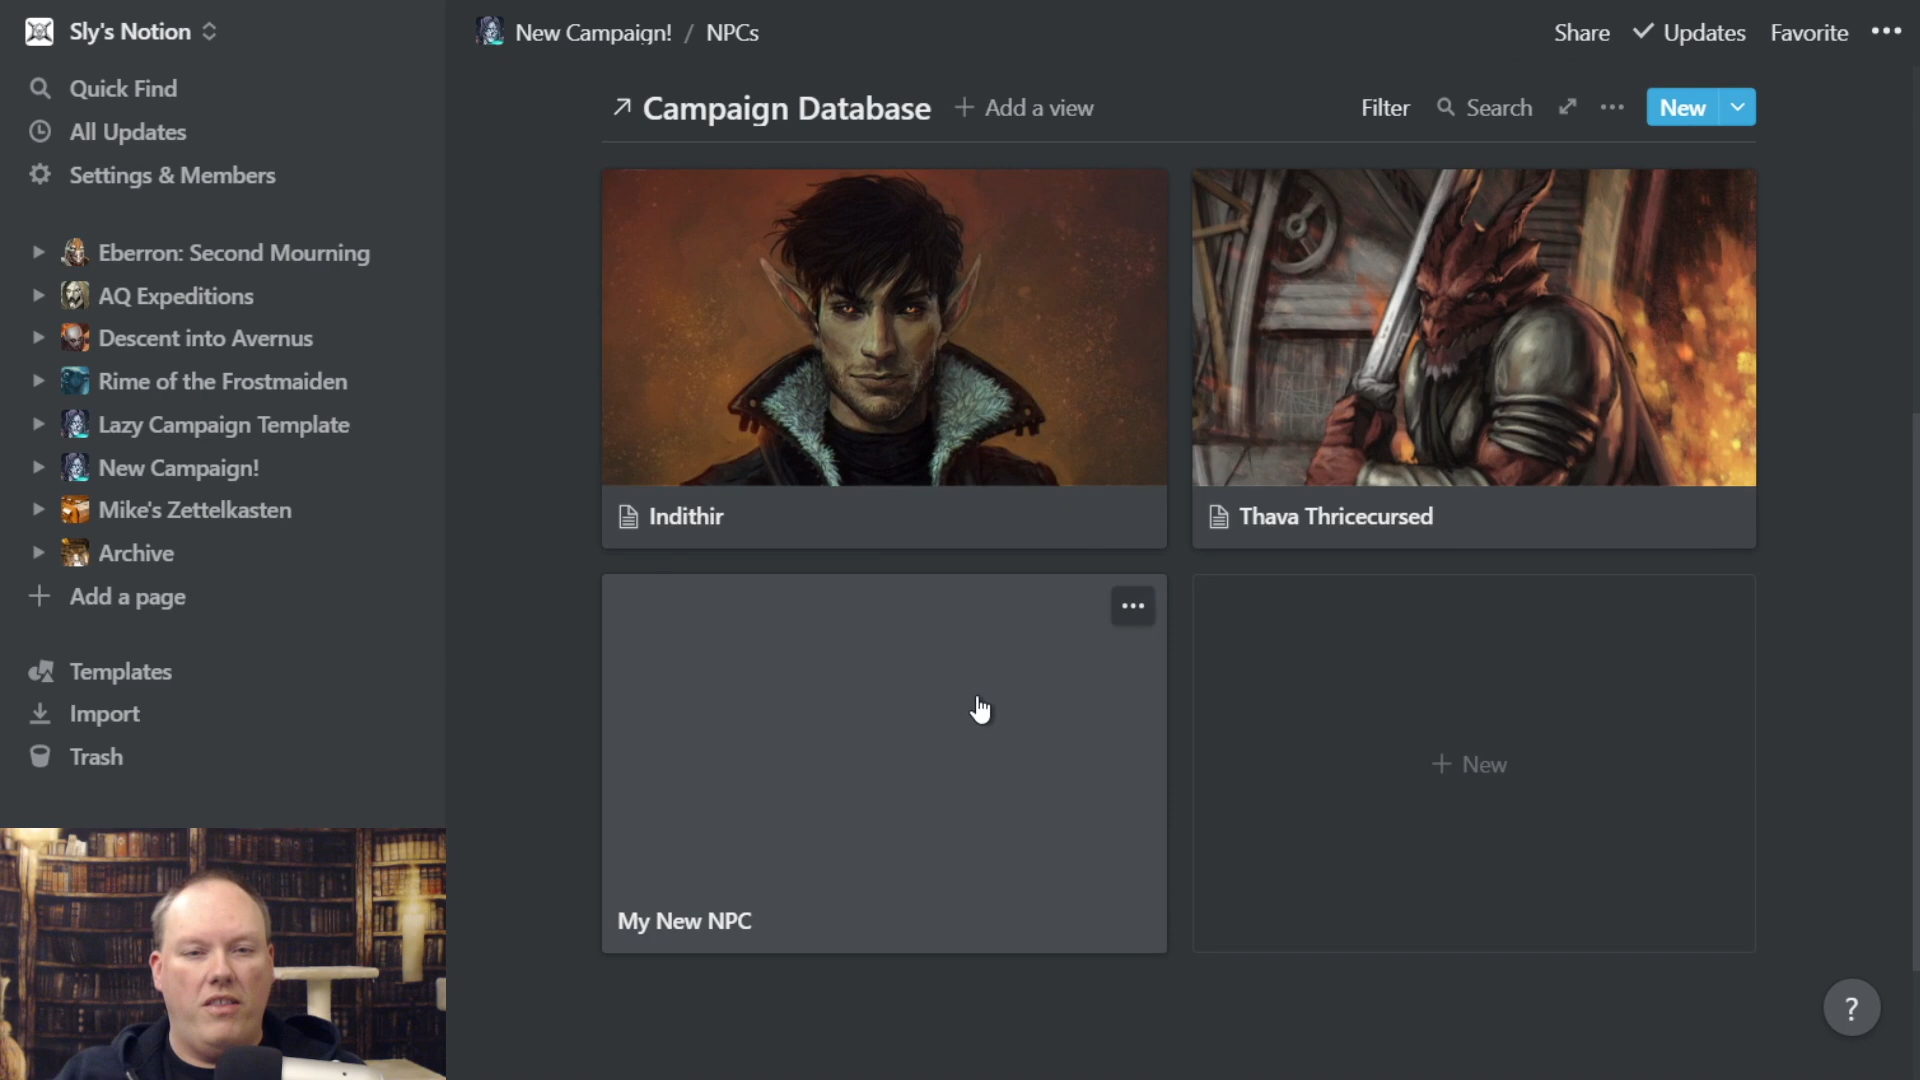 Sly's Notion
Quick Find
All Updates
Settings & Members
Eberron: Second Mourning
AQ Expeditions
Descent into Avernus
Rime of the Frostmaiden
Lazy Campaign Template
New Campaign!
Mike's Zettelkasten
Archive
Add a page
Templates
Import
Trash
New Campaign! / NPCs
Share Updates Favorite
Campaign Database + Add a view
Filter Search New
Indithir
Thava Thricecursed
My New NPC
+ New
?